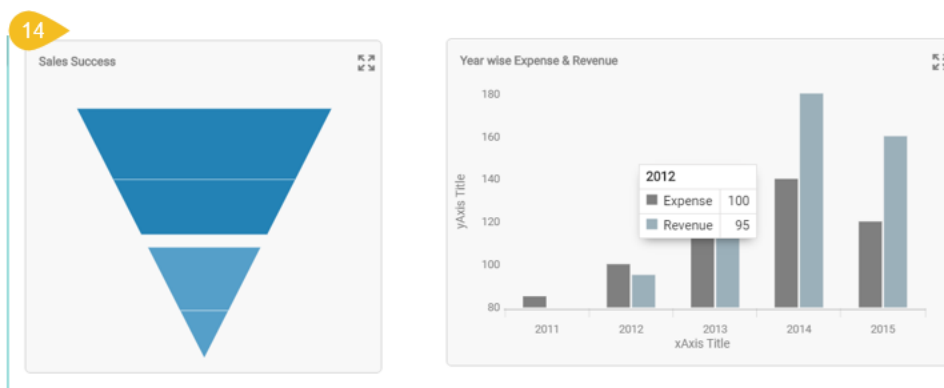 14
Sales Success
Year wise Expense & Revenue
180
160
140
120
100
80
yAxis Title
2012
Expense 100
Revenue 95
2011 2012 2013 2014 2015
xAxis Title